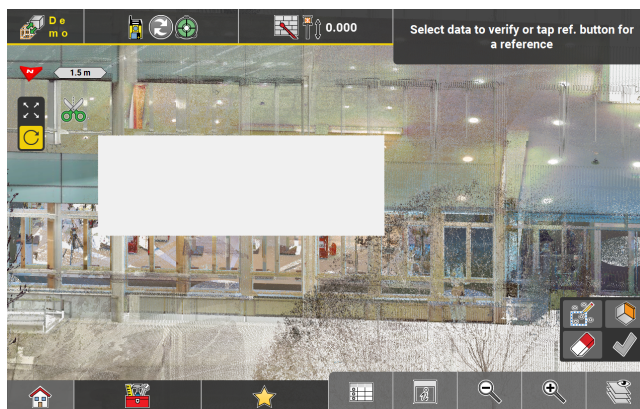 De
mo
0.000
Select data to verify or tap ref. button for
a reference
N
1.5 m